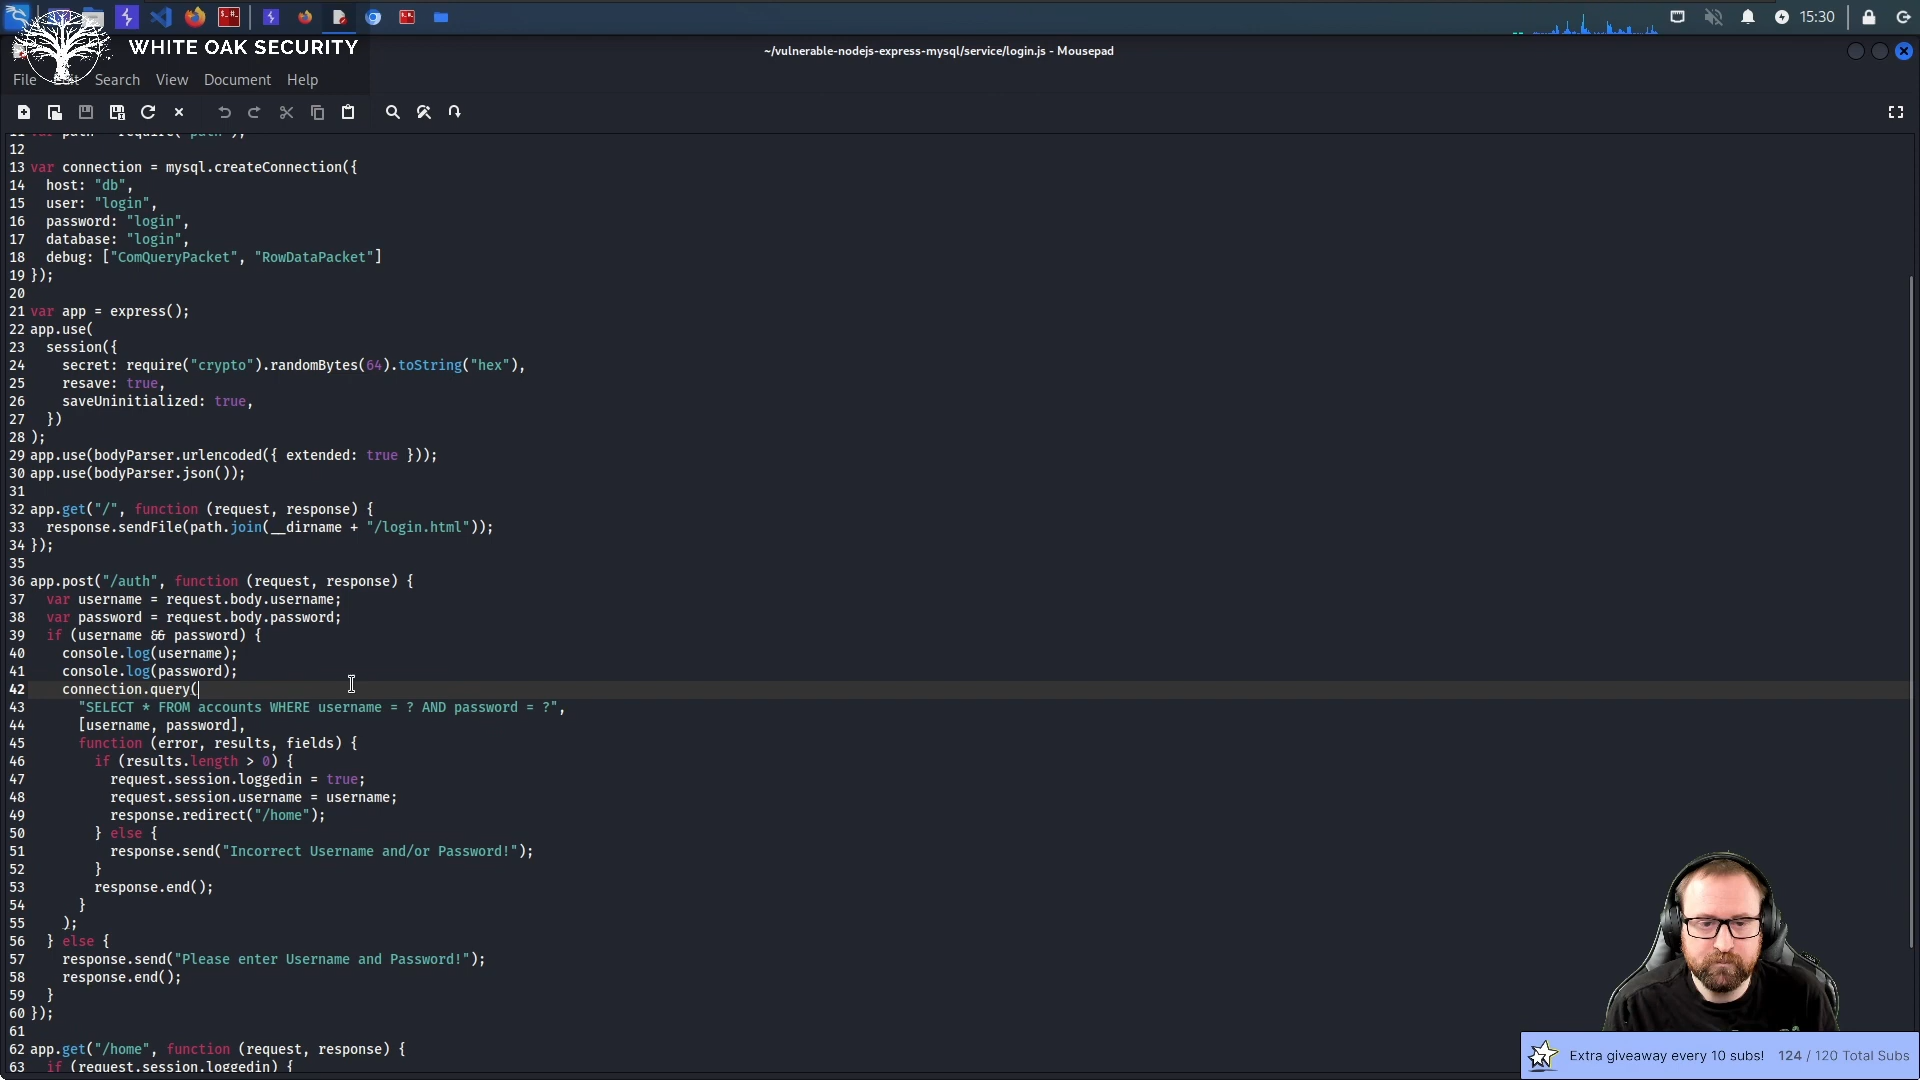 15:30
WHITE OAK SECURITY
~/vulnerable-nodejs-express-mysql/service/login.js - Mousepad
File Edit Search View Document Help
12
13 var connection = mysql.createConnection({
14   host: "db",
15   user: "login",
16   password: "login",
17   database: "login",
18   debug: ["ComQueryPacket", "RowDataPacket"]
19 });
20
21 var app = express();
22 app.use(
23   session({
24     secret: require("crypto").randomBytes(64).toString("hex"),
25     resave: true,
26     saveUninitialized: true,
27   })
28 );
29 app.use(bodyParser.urlencoded({ extended: true }));
30 app.use(bodyParser.json());
31
32 app.get("/", function (request, response) {
33   response.sendFile(path.join(__dirname + "/login.html"));
34 });
35
36 app.post("/auth", function (request, response) {
37   var username = request.body.username;
38   var password = request.body.password;
39   if (username && password) {
40     console.log(username);
41     console.log(password);
42     connection.query(
43       "SELECT * FROM accounts WHERE username = ? AND password = ?",
44       [username, password],
45       function (error, results, fields) {
46         if (results.length > 0) {
47           request.session.loggedin = true;
48           request.session.username = username;
49           response.redirect("/home");
50         } else {
51           response.send("Incorrect Username and/or Password!");
52         }
53         response.end();
54       }
55     );
56   } else {
57     response.send("Please enter Username and Password!");
58     response.end();
59   }
60 });
61
62 app.get("/home", function (request, response) {
63   if (request.session.loggedin) {
Extra giveaway every 10 subs! 124 / 120 Total Subs